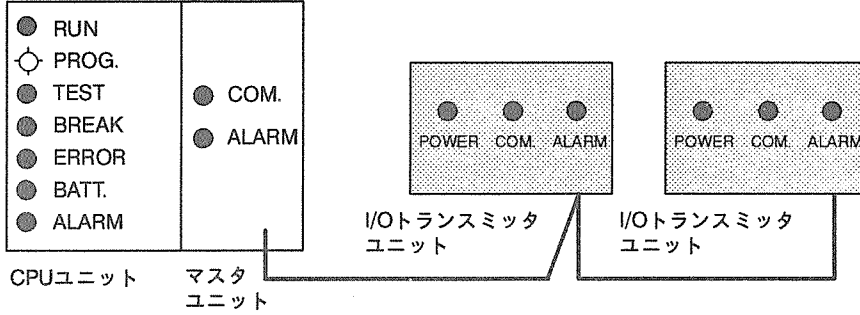 RUN
PROG.
TEST
BREAK
ERROR
BATT.
ALARM
COM.
ALARM
POWER COM. ALARM
POWER COM. ALARM
CPUユニット
マスタ
ユニット
I/Oトランスミッタ
ユニット
I/Oトランスミッタ
ユニット